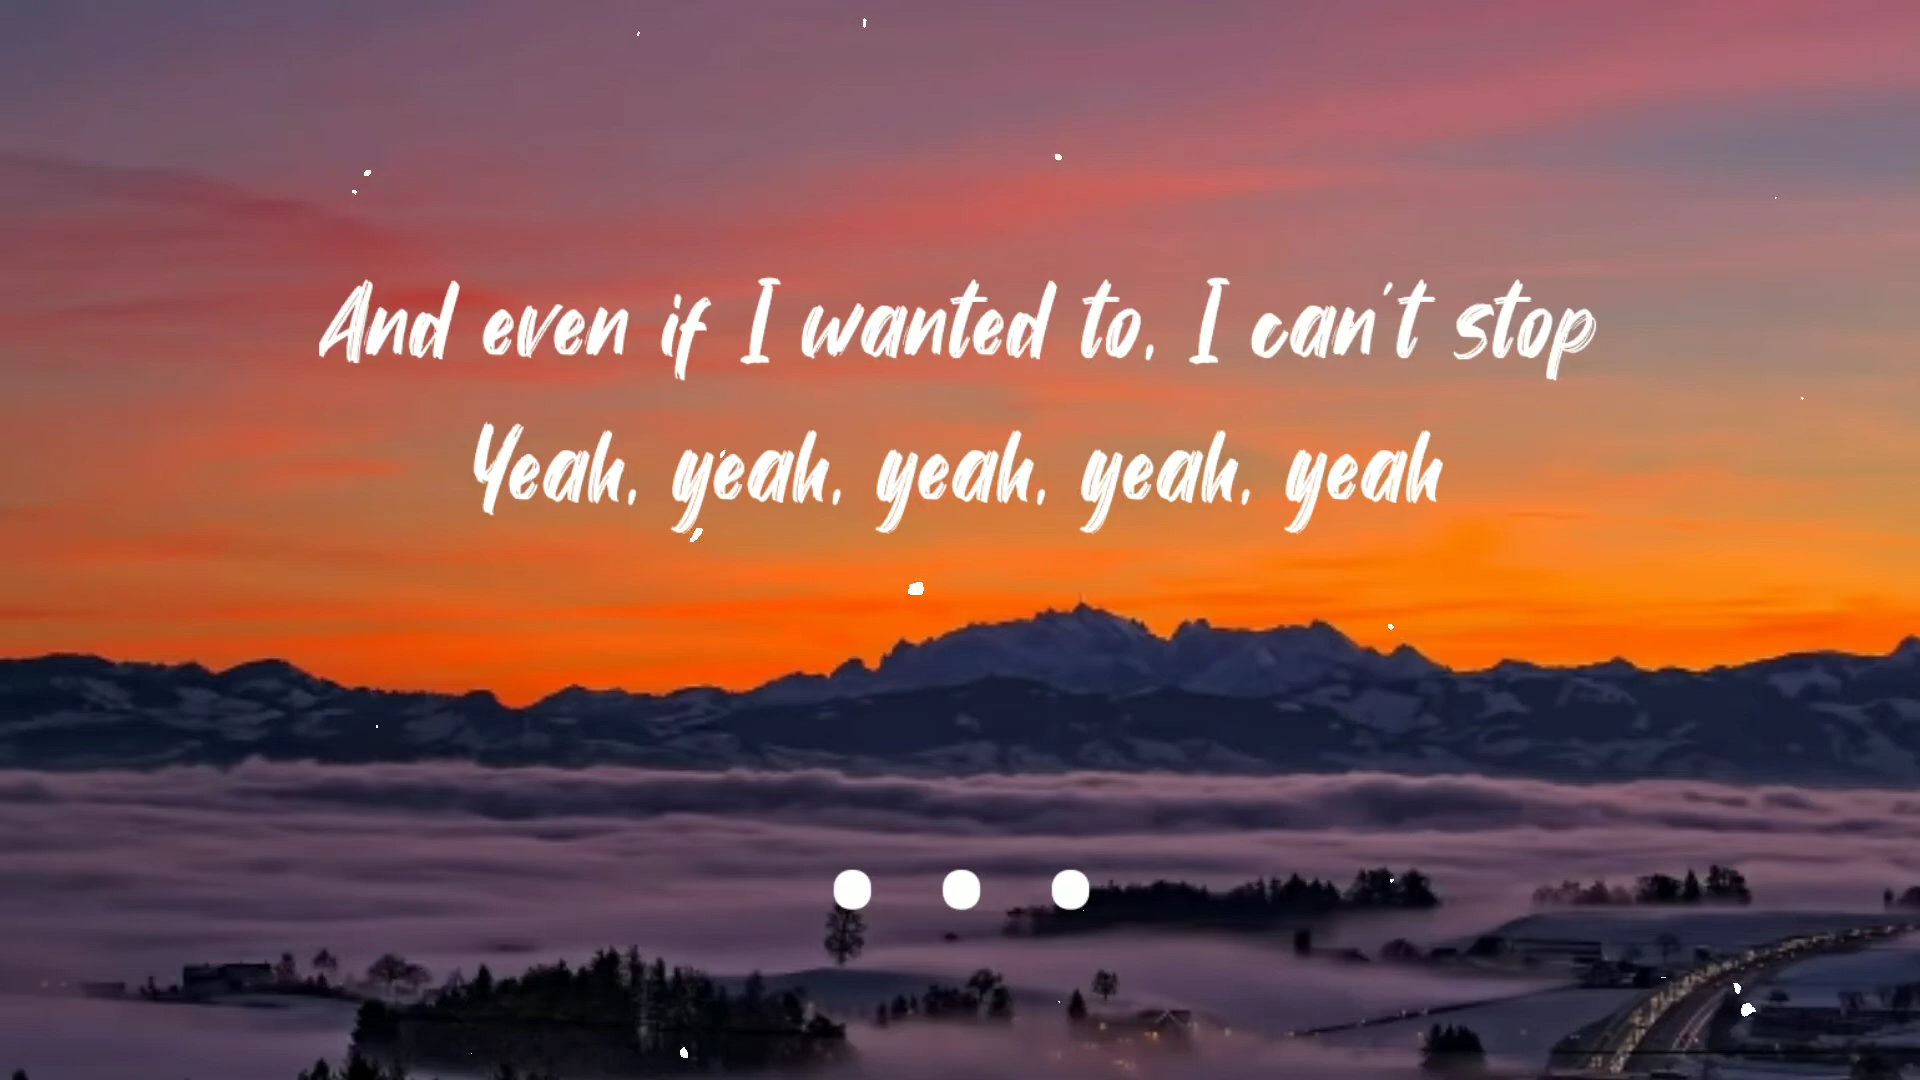 And even if I wanted to, I can't stop
Yeah, yeah, yeah, yeah, yeah